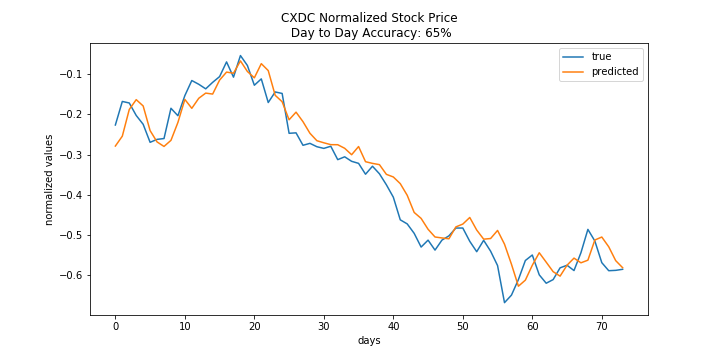 CXDC Normalized Stock Price
Day to Day Accuracy: 65%
true
predicted
normalized values
−0.1
−0.2
−0.3
−0.4
−0.5
−0.6
0
10
20
30
40
50
60
70
days